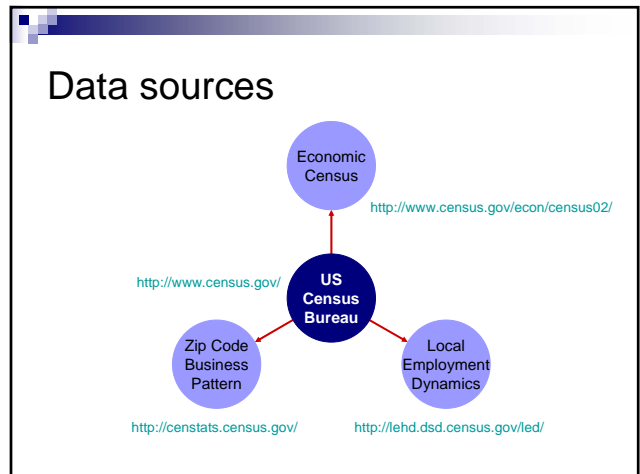 Data sources
Economic
Census
http://www.census.gov/econ/census02/
http://www.census.gov/
US
Census
Bureau
Zip Code
Business
Pattern
Local
Employment
Dynamics
http://censtats.census.gov/
http://lehd.dsd.census.gov/led/